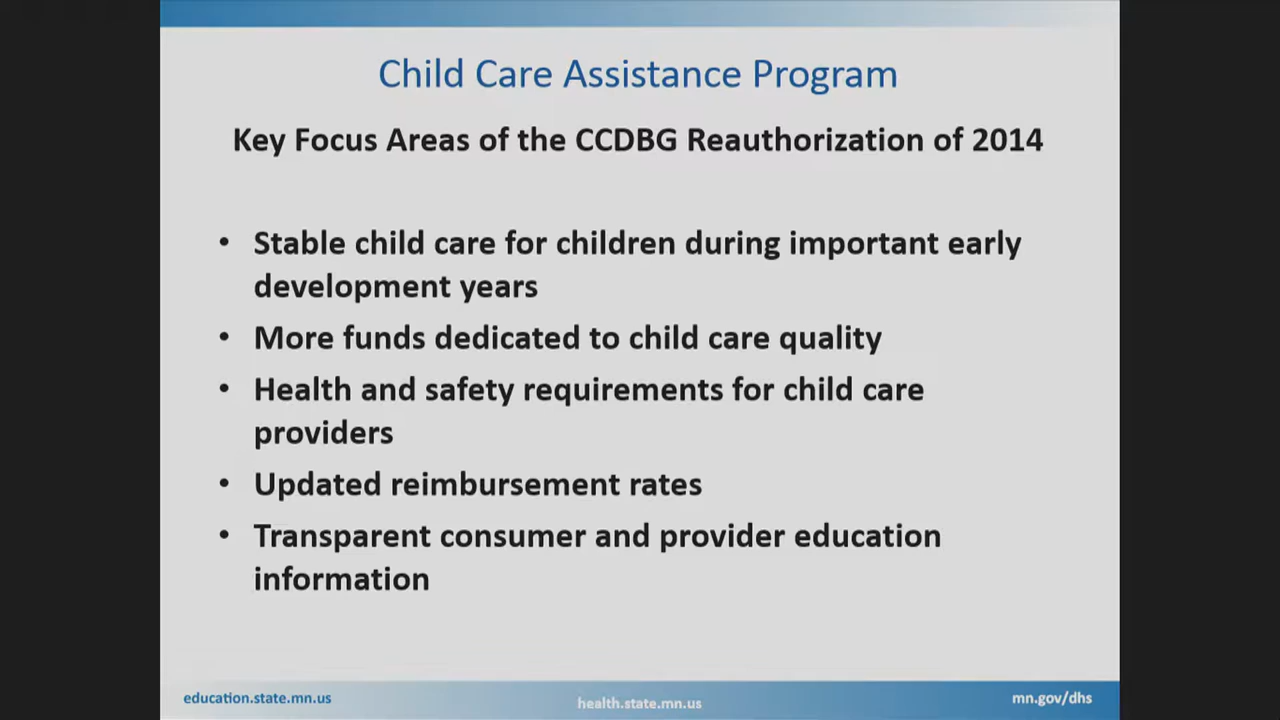 Child Care Assistance Program
Key Focus Areas of the CCDBG Reauthorization of 2014
• Stable child care for children during important early
development years
• More funds dedicated to child care quality
• Health and safety requirements for child care
providers
• Updated reimbursement rates
• Transparent consumer and provider education
information
education.state.mn.us
health.state.mn.us
mn.gov/dhs